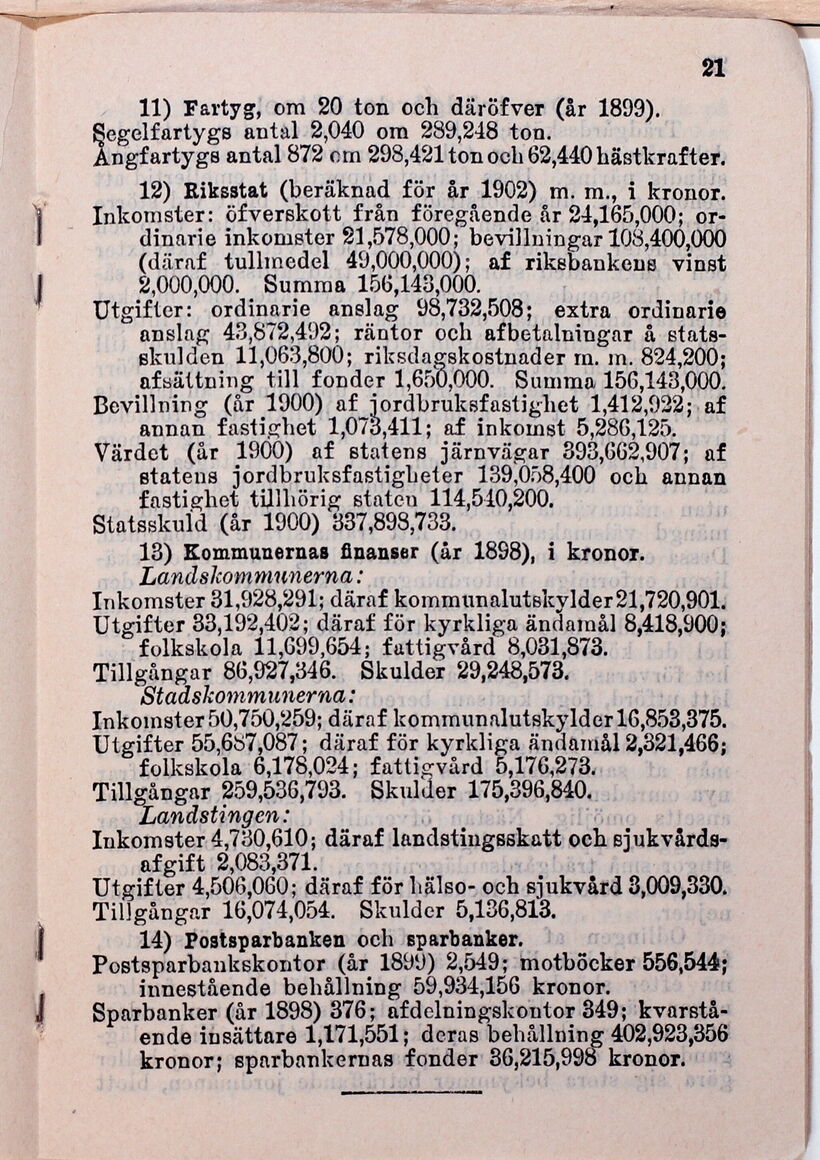 21
11) Fartyg, om 20 ton och däröfver (år 1899).
Segelfartygs antal 2,040 om 289,248 ton.
Ångfartygs antal 872 om 298,421 ton och 62,440 hästkrafter.
12) Riksstat (beräknad för år 1902) m. m., i kronor.
Inkomster: öfverskott från föregående år 24,165,000; or-
dinarie inkomster 21,578,000; bevillningar 108,400,000
(däraf tullmedel 49,000,000); af riksbankens vinst
2,000,000. Summa 156,143,000.
Utgifter: ordinarie anslag 98,732,508; extra ordinarie
anslag 43,872,492; räntor och afbetalningar å stats-
skulden 11,063,800; riksdagskostnader m. m. 824,200;
afsättning till fonder 1,650,000. Summa 156,143,000.
Bevillning (år 1900) af jordbruksfastighet 1,412,922; af
annan fastighet 1,073,411; af inkomst 5,286,125.
Värdet (år 1900) af statens järnvägar 393,662,907; af
statens jordbruksfastigheter 139,058,400 och annan
fastighet tillhörig staten 114,540,200.
Statsskuld (år 1900) 337,898,733.
13) Kommunernas finanser (år 1898), i kronor.
Landskommunerna:
Inkomster 31,928,291; däraf kommunalutskylder 21,720,901.
Utgifter 33,192,402; däraf för kyrkliga ändamål 8,418,900;
folkskola 11,699,654; fattigvård 8,031,873.
Tillgångar 86,927,346. Skulder 29,248,573.
Stadskommunerna:
Inkomster 50,750,259; däraf kommunalutskylder 16,853,375.
Utgifter 55,687,087; däraf för kyrkliga ändamål 2,321,466;
folkskola 6,178,024; fattigvård 5,176,273.
Tillgångar 259,536,793. Skulder 175,396,840.
Landstingen:
Inkomster 4,730,610; däraf landstingsskatt och sjukvårds-
afgift 2,083,371.
Utgifter 4,506,060; däraf för hälso- och sjukvård 3,009,330.
Tillgångar 16,074,054. Skulder 5,136,813.
14) Postsparbanken och sparbanker.
Postsparbankskontor (år 1899) 2,549; motböcker 556,544;
innestående behållning 59,934,156 kronor.
Sparbanker (år 1898) 376; afdelningskontor 349; kvarstå-
ende insättare 1,171,551; deras behållning 402,923,356
kronor; sparbankernas fonder 36,215,998 kronor.